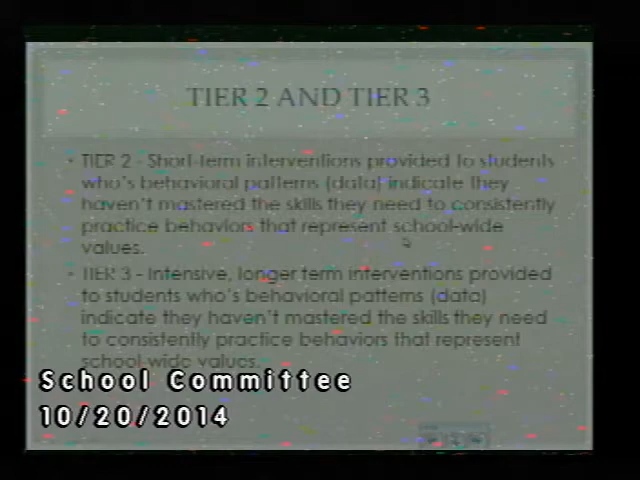 TIER 2 AND TIER 3
• TIER 2 - Short-term interventions provided to students
who's behavioral patterns (data) indicate they
haven't mastered the skills they need to consistently
practice behaviors that represent school-wide
values.
• TIER 3 - Intensive, longer term interventions provided
to students who's behavioral patterns (data)
indicate they haven't mastered the skills they need
to consistently practice behaviors that represent
school-wide values.
School Committee
10/20/2014